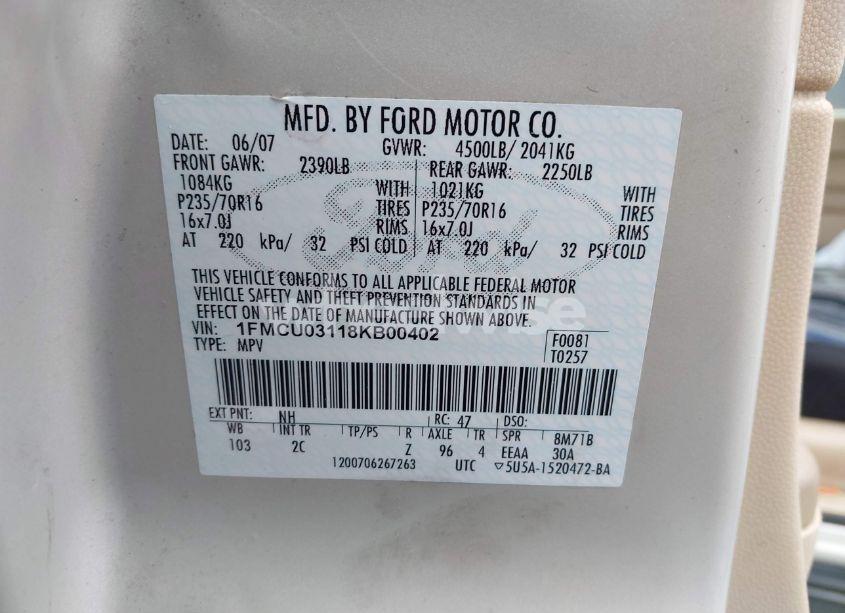 MFD. BY FORD MOTOR CO.
DATE: 06/07 GVWR: 4500LB/ 2041KG
FRONT GAWR: 2390LB REAR GAWR: 2250LB
1084KG WITH 1021KG WITH
P235/70R16 TIRES P235/70R16 TIRES
16x7.0J RIMS 16x7.0J RIMS
AT 220 kPa/ 32 PSI COLD AT 220 kPa/ 32 PSI COLD
Ford
THIS VEHICLE CONFORMS TO ALL APPLICABLE FEDERAL MOTOR
VEHICLE SAFETY AND THEFT PREVENTION STANDARDS IN
EFFECT ON THE DATE OF MANUFACTURE SHOWN ABOVE.
VIN: 1FMCU03118KB00402
TYPE: MPV
F0081
T0257
EXT PNT: NH RC: 47 DSO:
WB INT TR TP/PS R AXLE TR SPR 8M71B
103 2C Z 96 4 EEAA 30A
1200706267263 UTC ▽5U5A-1520472-BA